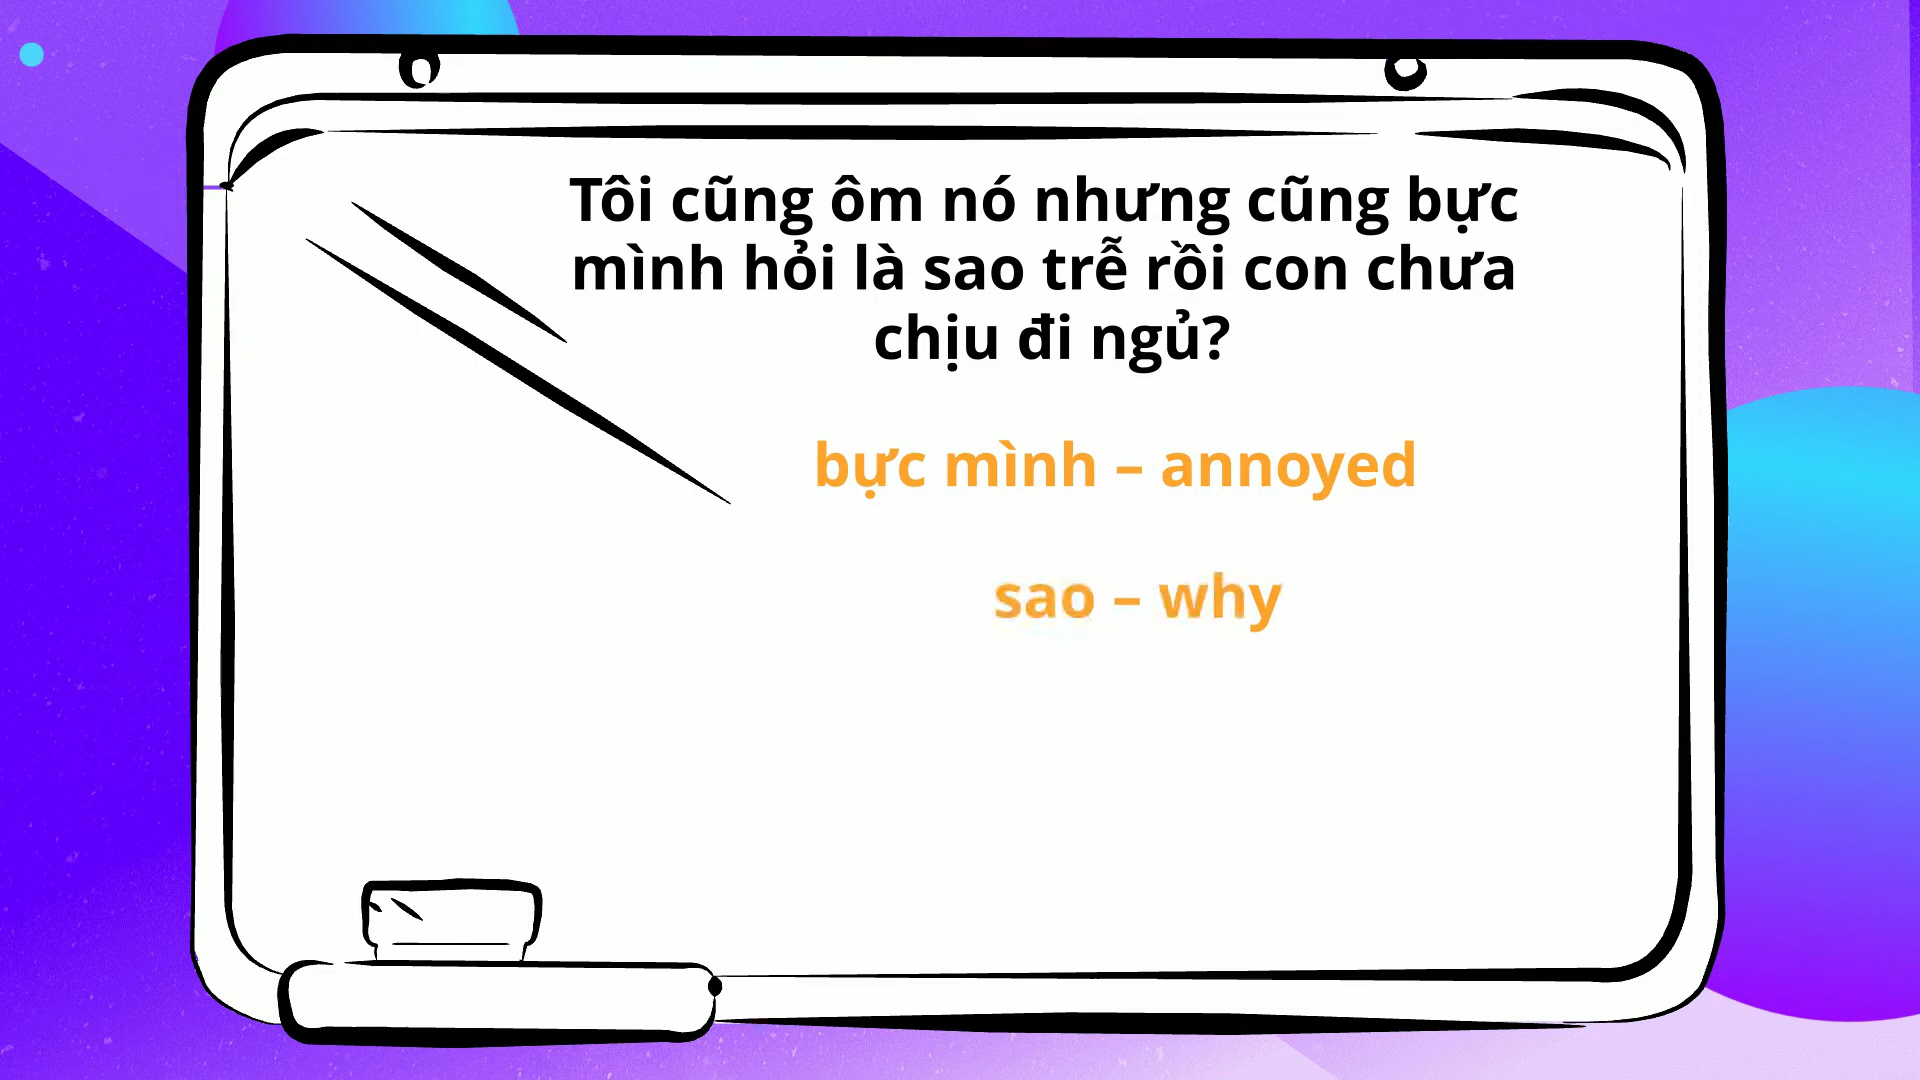 Tôi cũng ôm nó nhưng cũng bực
mình hỏi là sao trễ rồi con chưa
chịu đi ngủ?
bực mình – annoyed
sao – why